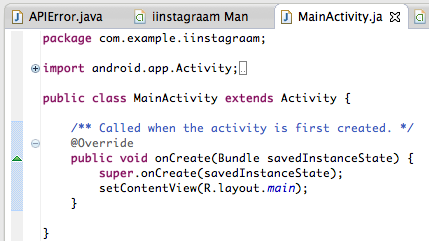 APIError.java iinstagraam Man MainActivity.ja
package com.example.iinstagraam;
import android.app.Activity;
public class MainActivity extends Activity {
/** Called when the activity is first created. */
@Override
public void onCreate(Bundle savedInstanceState) {
super.onCreate(savedInstanceState);
setContentView(R.layout.main);
}
}